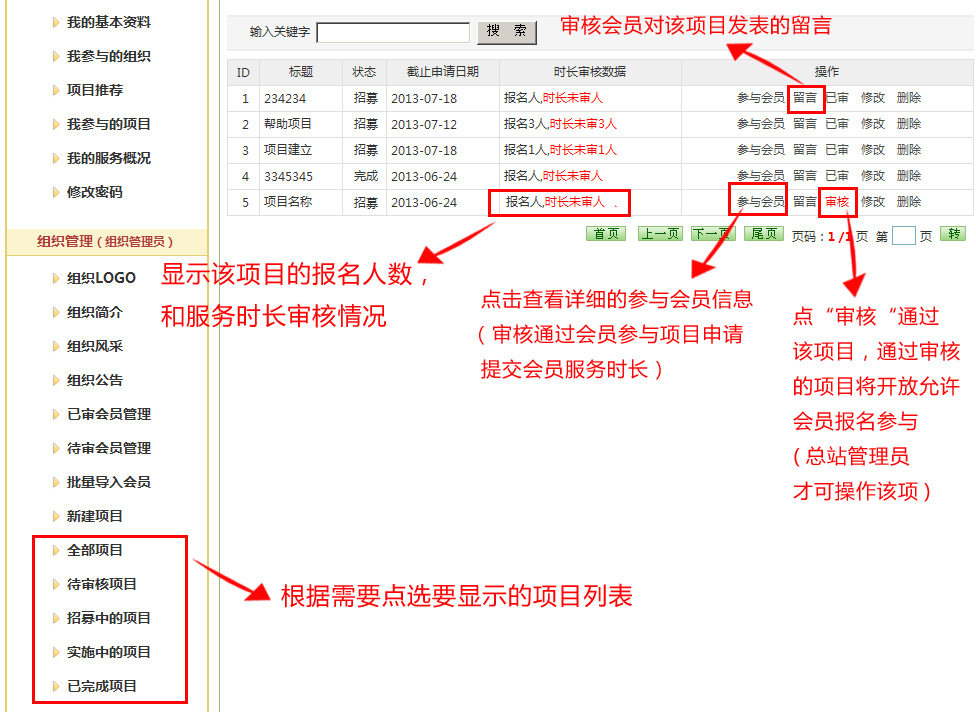 我的基本资料
我参与的组织
项目推荐
我参与的项目
我的服务概况
修改密码
组织管理（组织管理员）
组织LOGO
组织简介
组织风采
组织公告
已审会员管理
待审会员管理
批量导入会员
新建项目
全部项目
待审核项目
招募中的项目
实施中的项目
已完成项目
输入关键字 搜 索
审核会员对该项目发表的留言
ID 标题 状态 截止申请日期 时长审核数据 操作
1 234234 招募 2013-07-18 报名人,时长未审人 参与会员 留言 已审 修改 删除
2 帮助项目 招募 2013-07-12 报名3人,时长未审3人 参与会员 留言 已审 修改 删除
3 项目建立 招募 2013-07-18 报名1人,时长未审1人 参与会员 留言 已审 修改 删除
4 3345345 完成 2013-06-24 报名人,时长未审人 参与会员 留言 已审 修改 删除
5 项目名称 招募 2013-06-24 报名人,时长未审人 . 参与会员 留言 审核 修改 删除
首页 上一页 下一页 尾页 页码：1/1页 第 页 转
显示该项目的报名人数，
和服务时长审核情况
点击查看详细的参与会员信息
（审核通过会员参与项目申请
提交会员服务时长）
点“审核“通过
该项目，通过审核
的项目将开放允许
会员报名参与
(总站管理员
才可操作该项)
根据需要点选要显示的项目列表